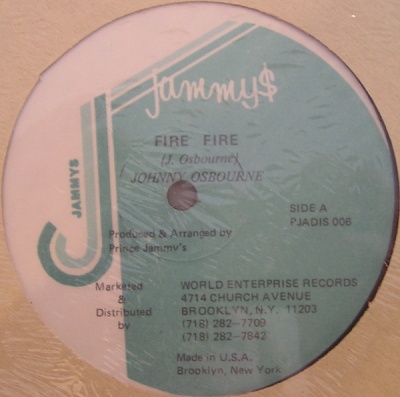 Jammy$
FIRE FIRE
(J. Osbourne)
JOHNNY OSBOURNE
JAMMYS
SIDE A
PJADIS 006
Produced & Arranged by
Prince Jammy's
Marketed
&
Distributed
by
WORLD ENTERPRISE RECORDS
4714 CHURCH AVENUE
BROOKLYN, N.Y. 11203
(718) 282-7709
(718) 282-7642
Made in U.S.A.
Brooklyn, New York